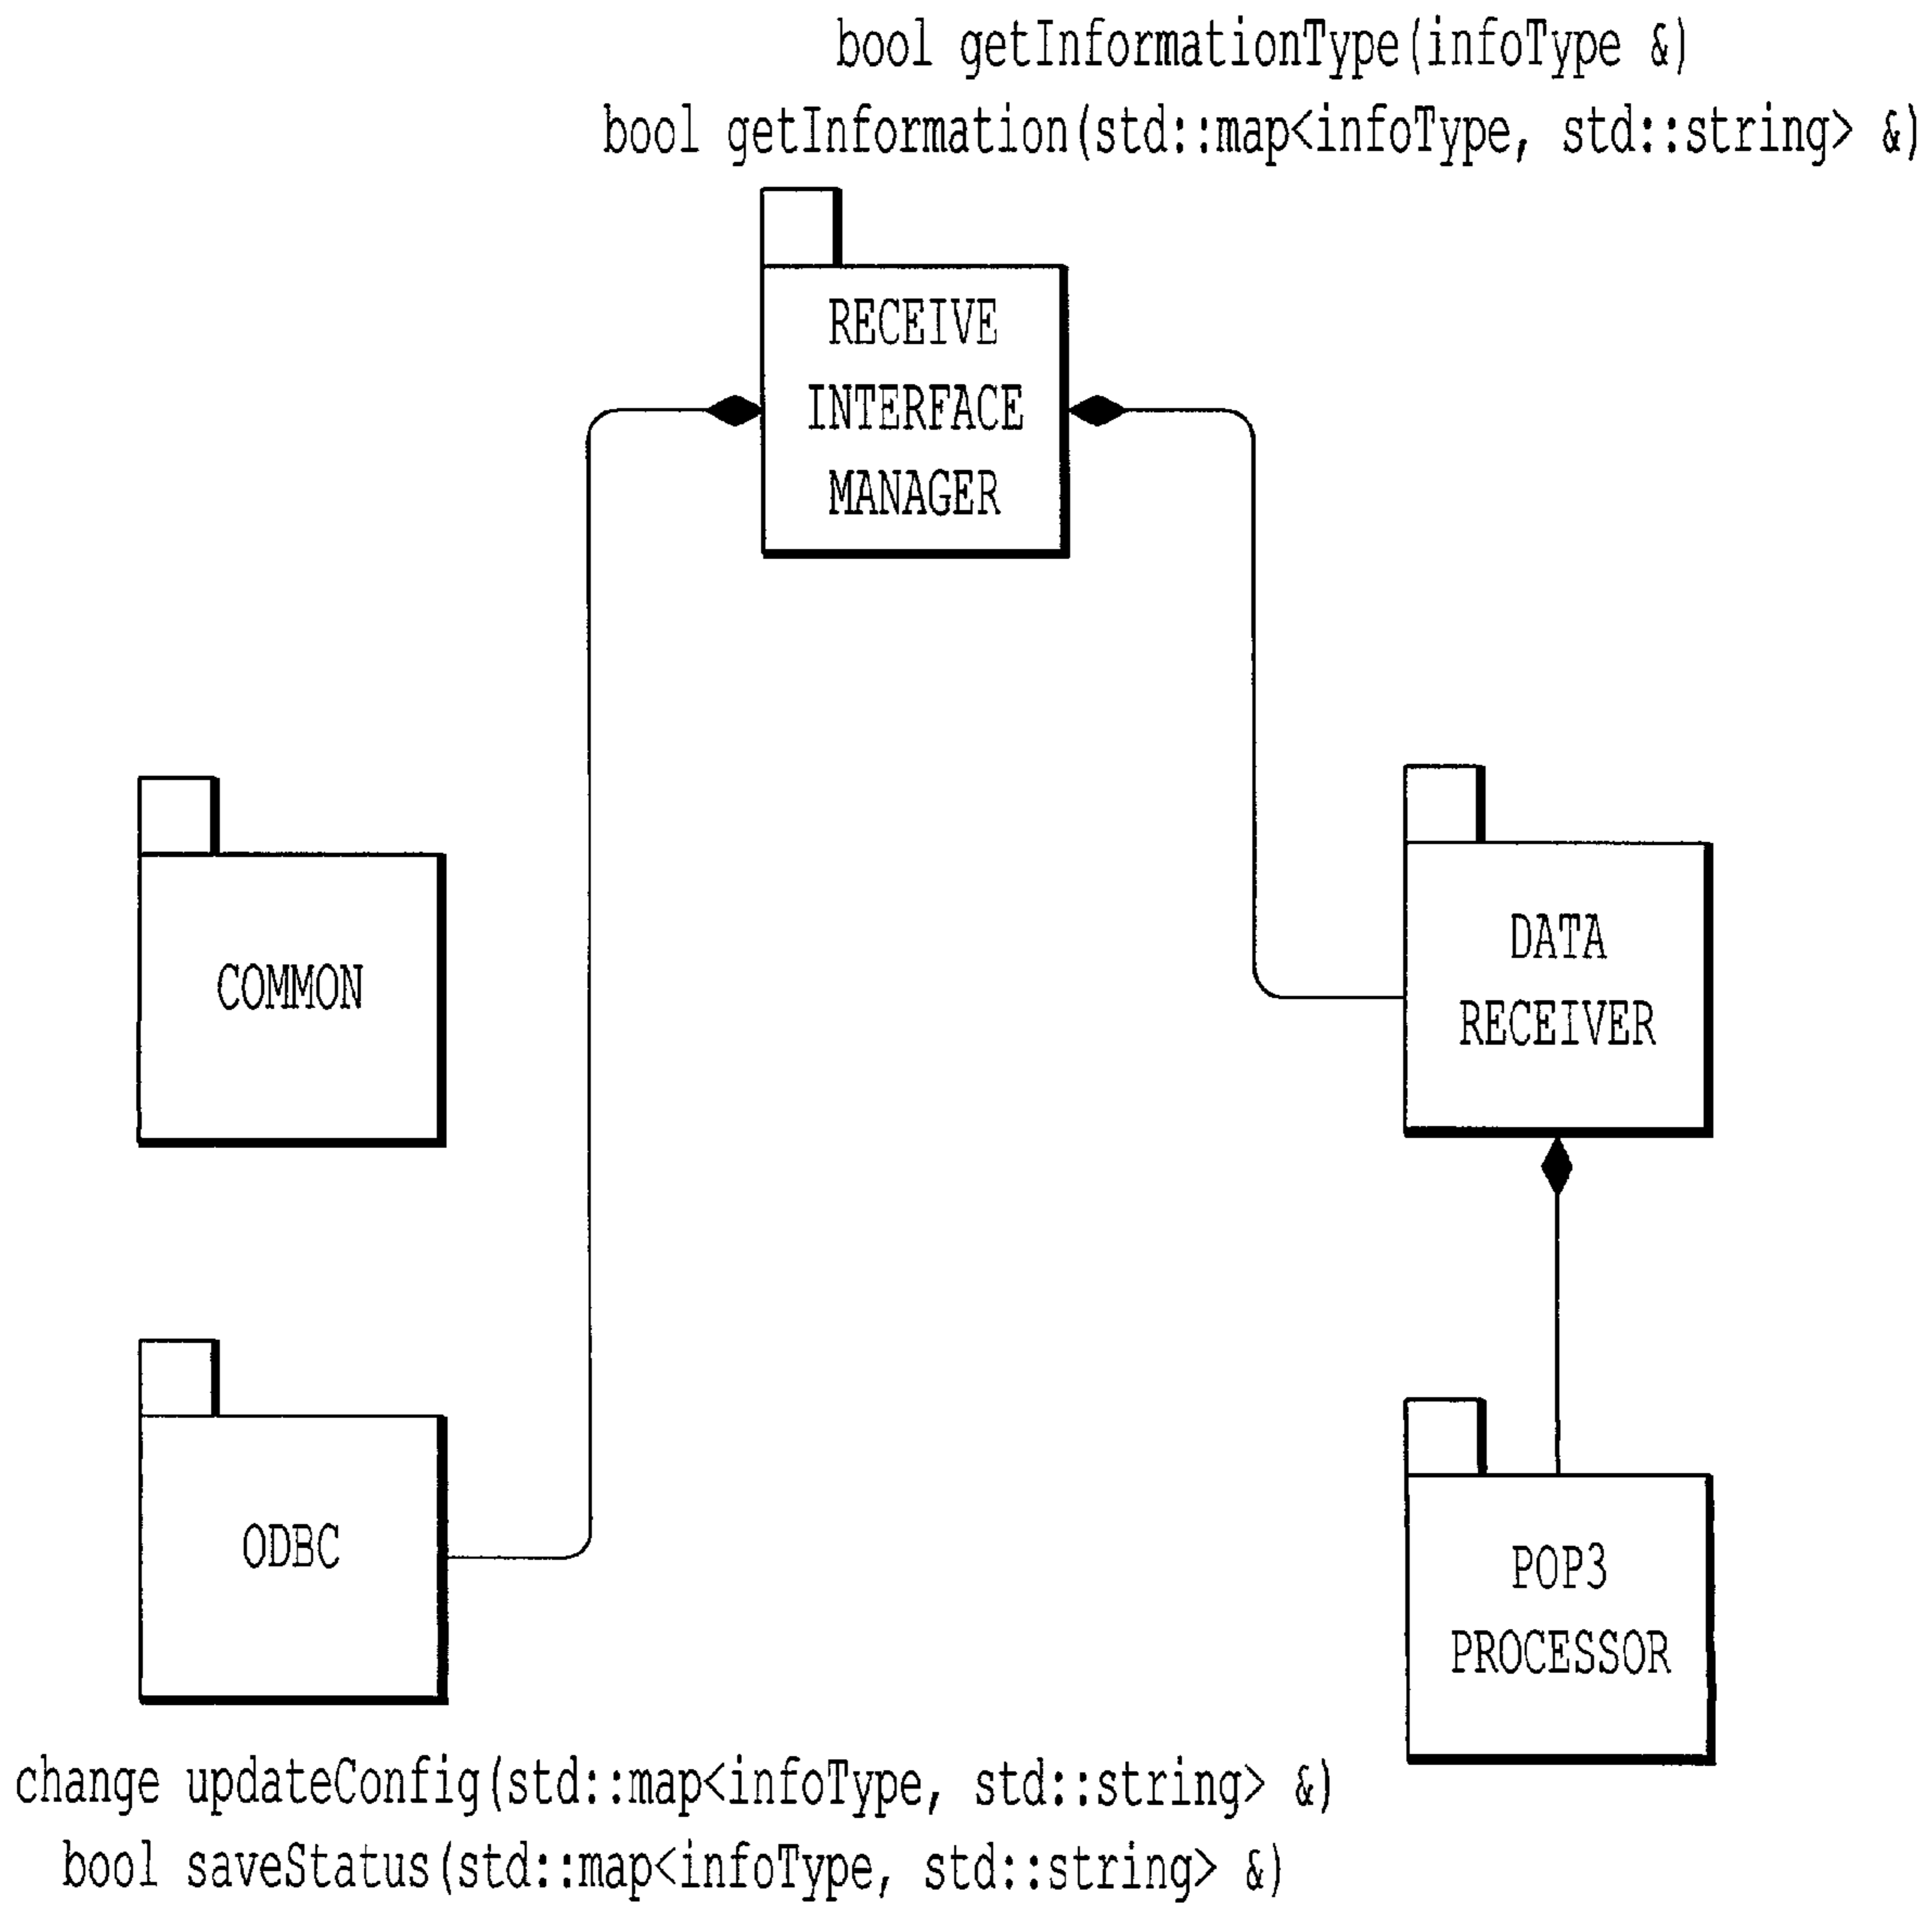 bool getInformationType(infoType &)
bool getInformation(std::map<infoType, std::string> &)
RECEIVE
INTERFACE
MANAGER
COMMON
DATA
RECEIVER
ODBC
POP3
PROCESSOR
change updateConfig(std::map<infoType, std::string> &)
bool saveStatus(std::map<infoType, std::string> &)